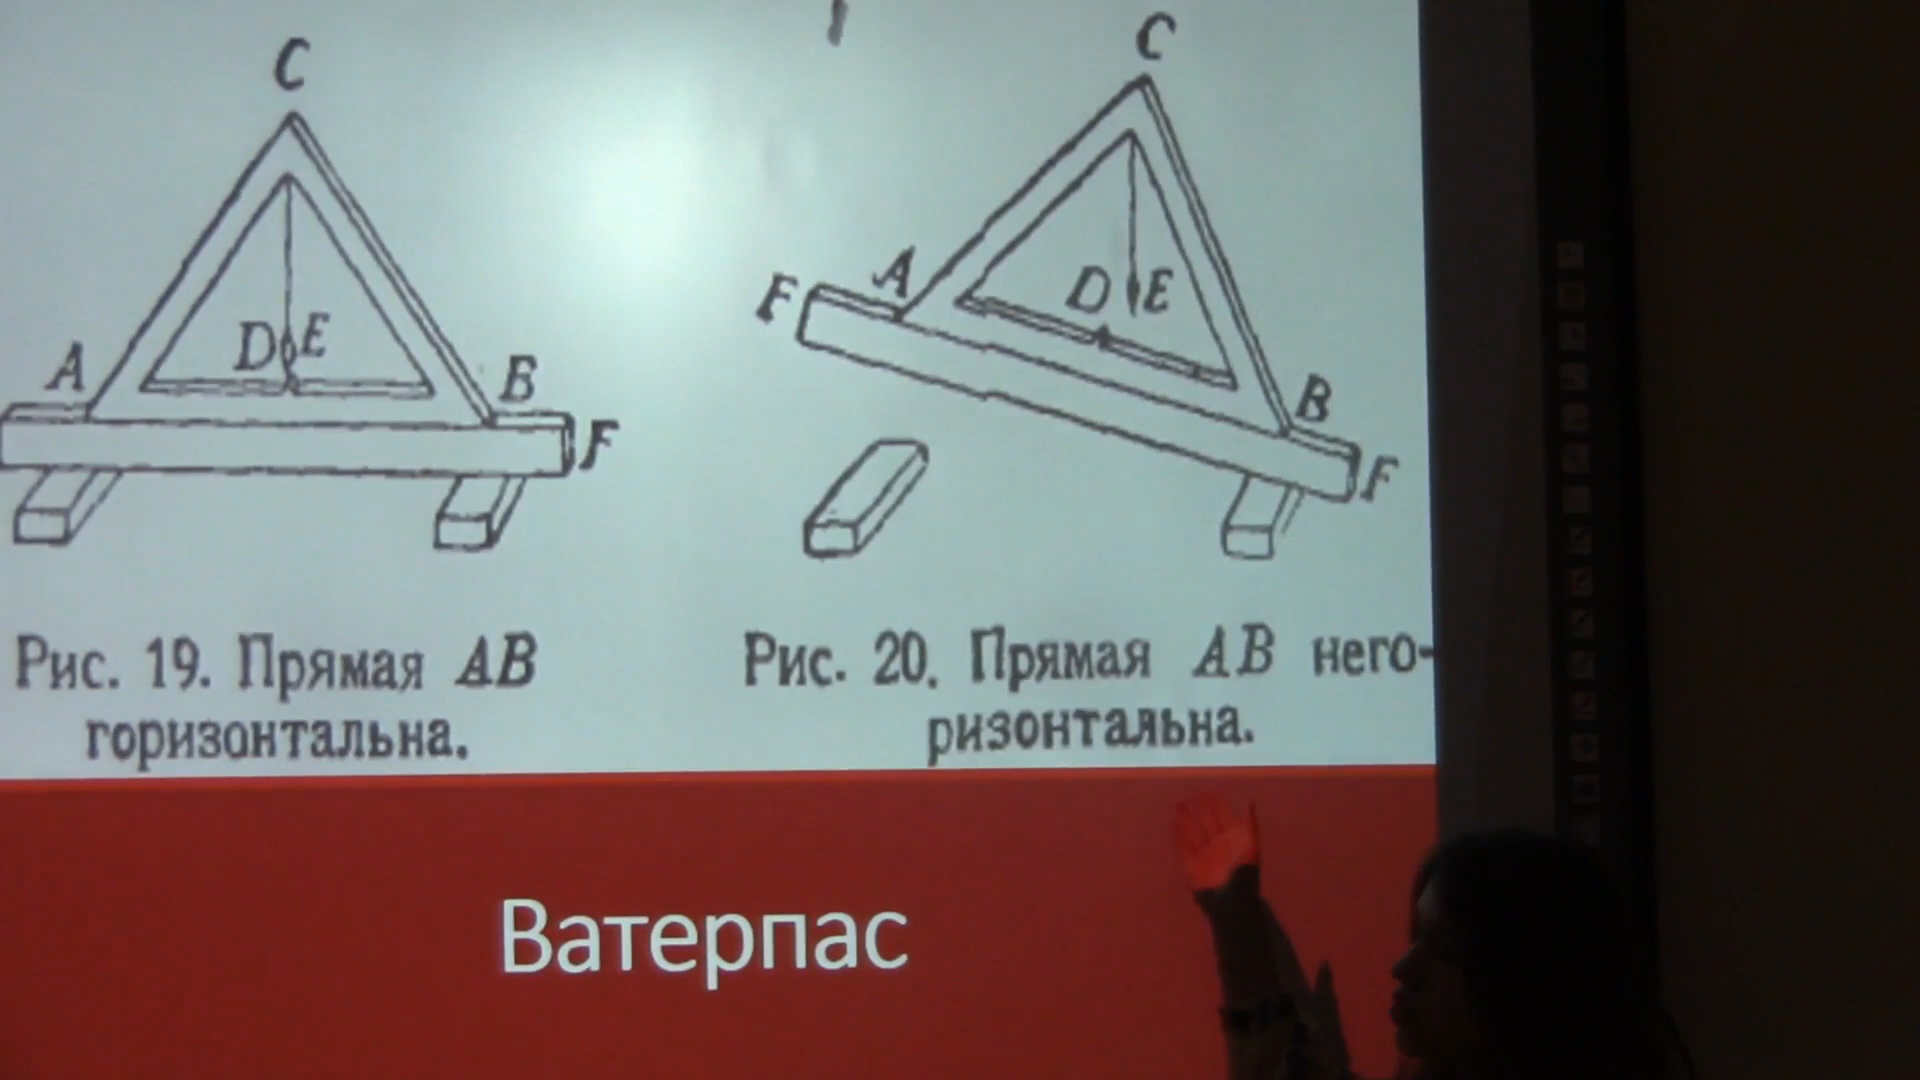 C
D E
A B
F
C
F A D E
B
F
Рис. 19. Прямая AB
горизонтальна.
Рис. 20. Прямая AB него-
ризонтальна.
Ватерпас